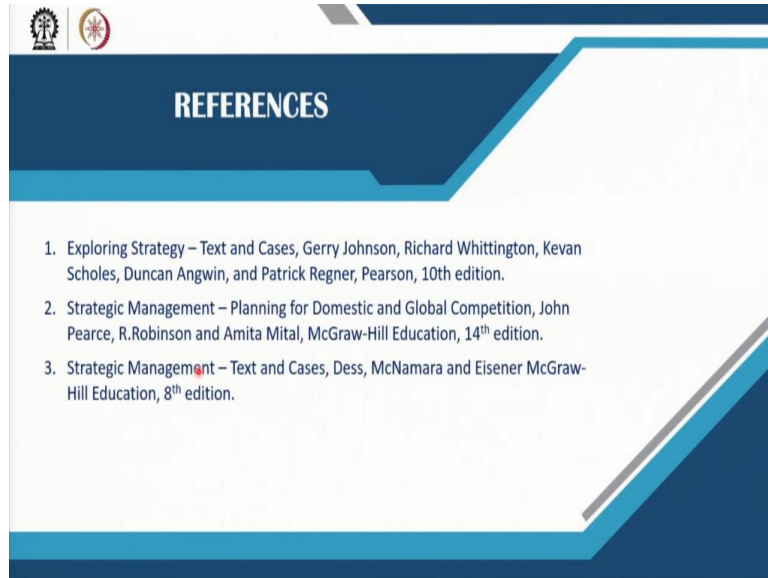 REFERENCES
1. Exploring Strategy – Text and Cases, Gerry Johnson, Richard Whittington, Kevan
Scholes, Duncan Angwin, and Patrick Regner, Pearson, 10th edition.
2. Strategic Management – Planning for Domestic and Global Competition, John
Pearce, R.Robinson and Amita Mital, McGraw-Hill Education, 14th edition.
3. Strategic Management – Text and Cases, Dess, McNamara and Eisener McGraw-
Hill Education, 8th edition.